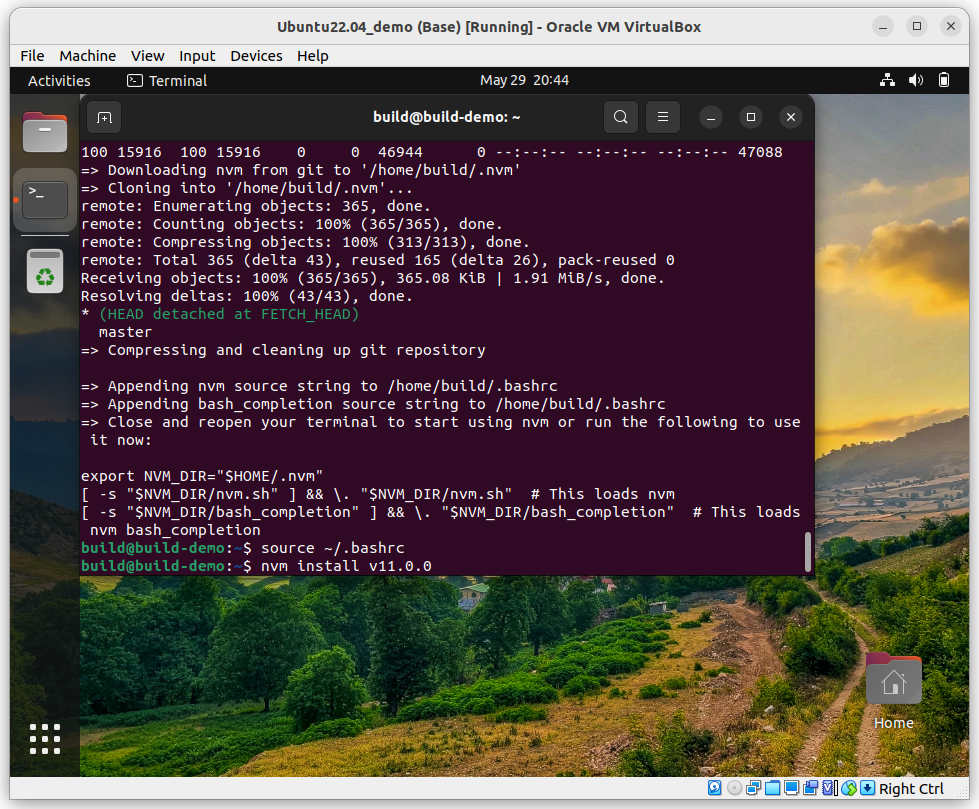 Ubuntu22.04_demo (Base) [Running] - Oracle VM VirtualBox
File Machine View Input Devices Help
Activities Terminal May 29 20:44
build@build-demo: ~
100 15916  100 15916    0     0  46944      0 --:--:-- --:--:-- --:--:-- 47088
=> Downloading nvm from git to '/home/build/.nvm'
=> Cloning into '/home/build/.nvm'...
remote: Enumerating objects: 365, done.
remote: Counting objects: 100% (365/365), done.
remote: Compressing objects: 100% (313/313), done.
remote: Total 365 (delta 43), reused 165 (delta 26), pack-reused 0
Receiving objects: 100% (365/365), 365.08 KiB | 1.91 MiB/s, done.
Resolving deltas: 100% (43/43), done.
* (HEAD detached at FETCH_HEAD)
  master
=> Compressing and cleaning up git repository
=> Appending nvm source string to /home/build/.bashrc
=> Appending bash_completion source string to /home/build/.bashrc
=> Close and reopen your terminal to start using nvm or run the following to use
 it now:
export NVM_DIR="$HOME/.nvm"
[ -s "$NVM_DIR/nvm.sh" ] && \. "$NVM_DIR/nvm.sh"  # This loads nvm
[ -s "$NVM_DIR/bash_completion" ] && \. "$NVM_DIR/bash_completion"  # This loads
 nvm bash_completion
build@build-demo:~$ source ~/.bashrc
build@build-demo:~$ nvm install v11.0.0
Home
Right Ctrl